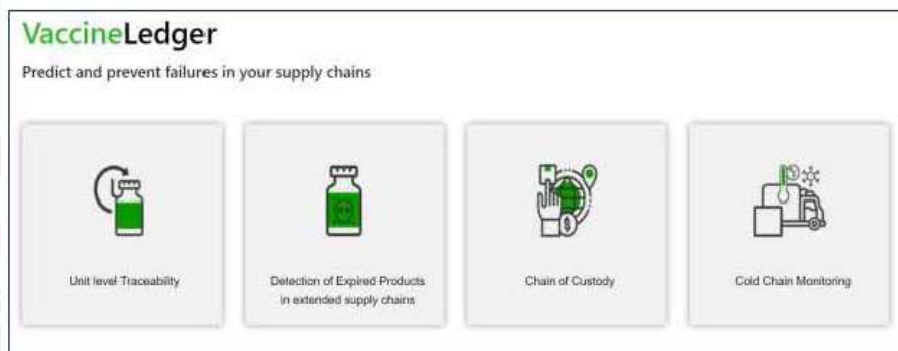 VaccineLedger
Predict and prevent failures in your supply chains
Unit level Traceability
Detection of Expired Products
in extended supply chains
Chain of Custody
Cold Chain Monitoring